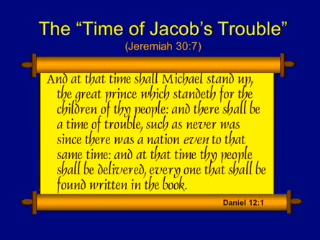 The “Time of Jacob’s Trouble”
(Jeremiah 30:7)
And at that time shall Michael stand up,
the great prince which standeth for the
children of thy people: and there shall be
a time of trouble, such as never was
since there was a nation even to that
same time: and at that time thy people
shall be delivered, every one that shall be
found written in the book.
Daniel 12:1